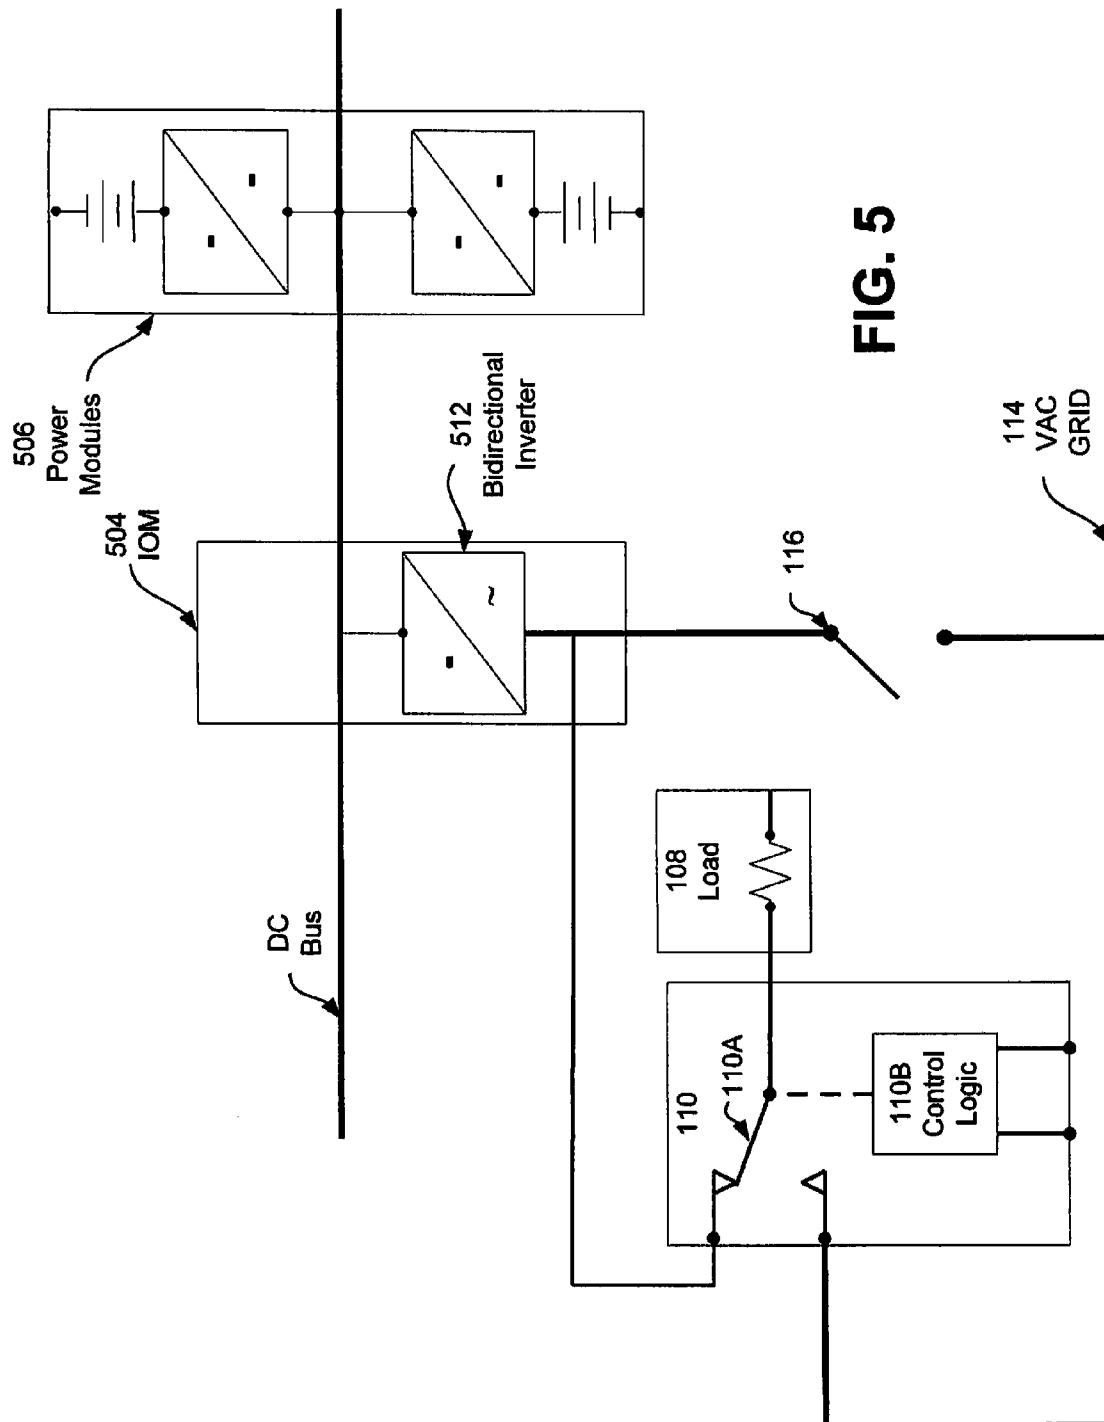 506
Power
Modules
504
IOM
512
Bidirectional
Inverter
DC
Bus
116
114
VAC
GRID
108
Load
110
110A
110B
Control
Logic
FIG. 5